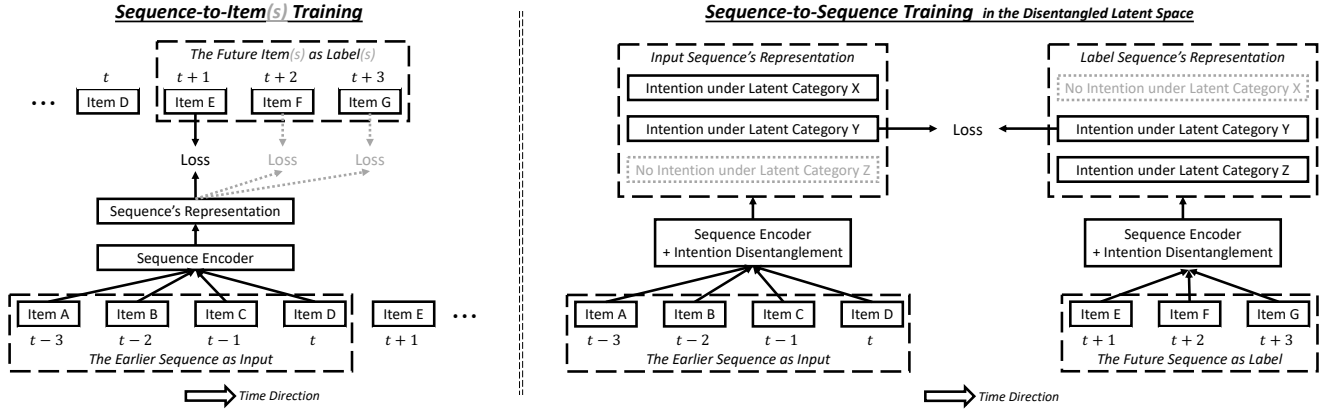 Sequence-to-Item(s) Training
The Future Item(s) as Label(s)
t t + 1 t + 2 t + 3
... Item D Item E Item F Item G
Loss Loss Loss
Sequence's Representation
Sequence Encoder
Item A Item B Item C Item D Item E ...
t − 3 t − 2 t − 1 t t + 1
The Earlier Sequence as Input
Time Direction
Sequence-to-Sequence Training in the Disentangled Latent Space
Input Sequence's Representation
Intention under Latent Category X
Intention under Latent Category Y
No Intention under Latent Category Z
Loss
Label Sequence's Representation
No Intention under Latent Category X
Intention under Latent Category Y
Intention under Latent Category Z
Sequence Encoder
+ Intention Disentanglement
Sequence Encoder
+ Intention Disentanglement
Item A Item B Item C Item D
t − 3 t − 2 t − 1 t
The Earlier Sequence as Input
Item E Item F Item G
t + 1 t + 2 t + 3
The Future Sequence as Label
Time Direction